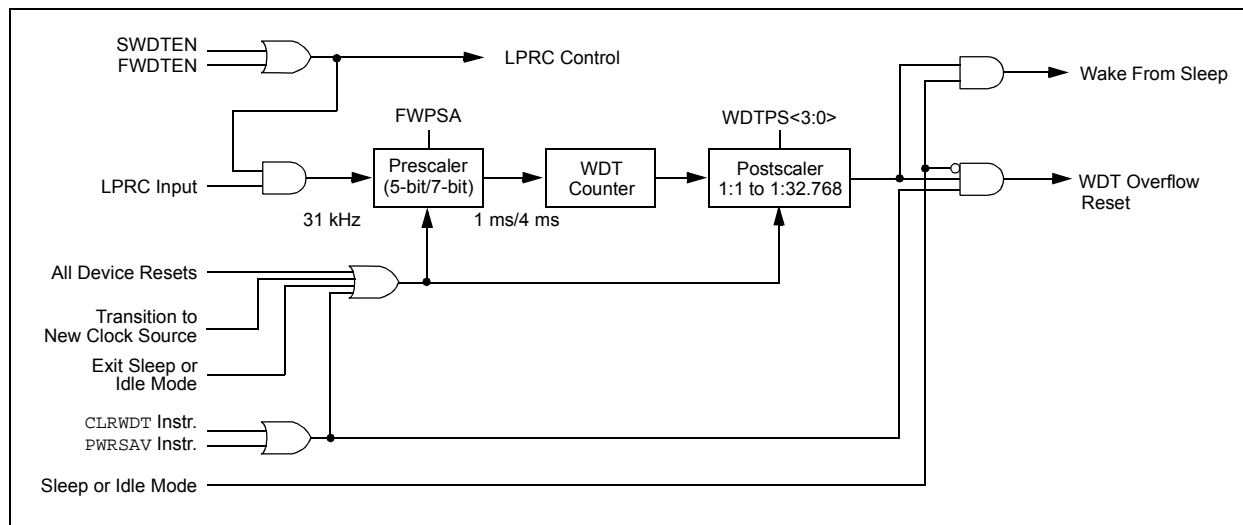 SWDTEN
FWDTEN
LPRC Control
Wake From Sleep
FWPSA
WDTPS<3:0>
LPRC Input
Prescaler
(5-bit/7-bit)
WDT
Counter
Postscaler
1:1 to 1:32.768
WDT Overflow
Reset
31 kHz
1 ms/4 ms
All Device Resets
Transition to
New Clock Source
Exit Sleep or
Idle Mode
CLRWDT Instr.
PWRSAV Instr.
Sleep or Idle Mode